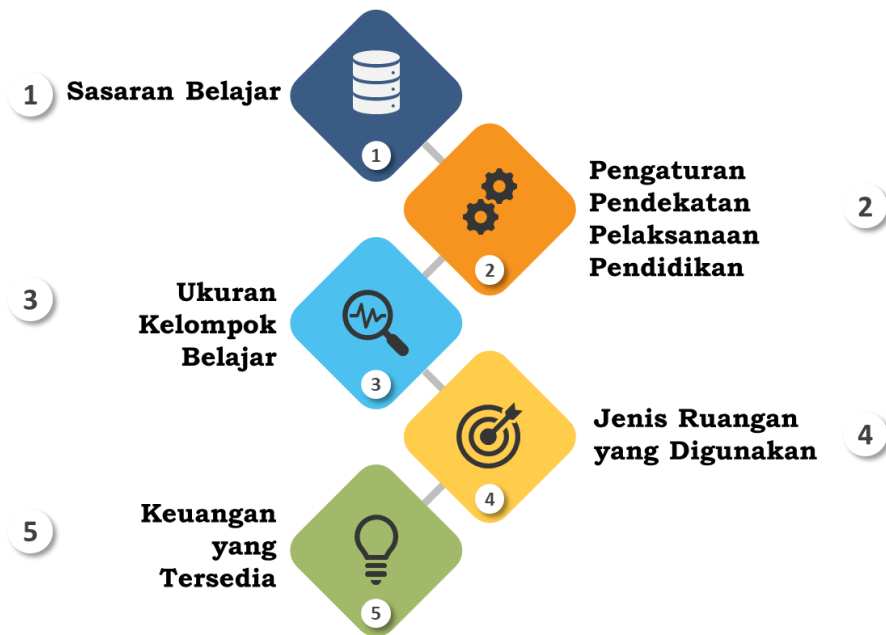 1
Sasaran Belajar
1
Pengaturan
Pendekatan
Pelaksanaan
Pendidikan
2
2
3
Ukuran
Kelompok
Belajar
3
Jenis Ruangan
yang Digunakan
4
4
5
Keuangan
yang
Tersedia
5